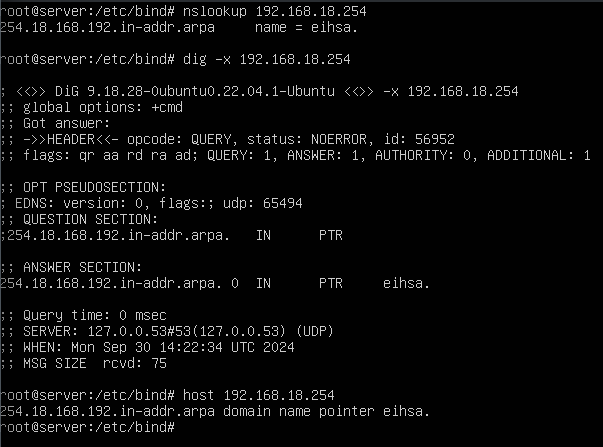 root@server:/etc/bind# nslookup 192.168.18.254
254.18.168.192.in-addr.arpa     name = eihsa.

root@server:/etc/bind# dig -x 192.168.18.254

; <<>> DiG 9.18.28-0ubuntu0.22.04.1-Ubuntu <<>> -x 192.168.18.254
;; global options: +cmd
;; Got answer:
;; ->>HEADER<<- opcode: QUERY, status: NOERROR, id: 56952
;; flags: qr aa rd ra ad; QUERY: 1, ANSWER: 1, AUTHORITY: 0, ADDITIONAL: 1

;; OPT PSEUDOSECTION:
; EDNS: version: 0, flags:; udp: 65494
;; QUESTION SECTION:
;254.18.168.192.in-addr.arpa.   IN      PTR

;; ANSWER SECTION:
254.18.168.192.in-addr.arpa. 0  IN      PTR     eihsa.

;; Query time: 0 msec
;; SERVER: 127.0.0.53#53(127.0.0.53) (UDP)
;; WHEN: Mon Sep 30 14:22:34 UTC 2024
;; MSG SIZE  rcvd: 75

root@server:/etc/bind# host 192.168.18.254
254.18.168.192.in-addr.arpa domain name pointer eihsa.
root@server:/etc/bind#